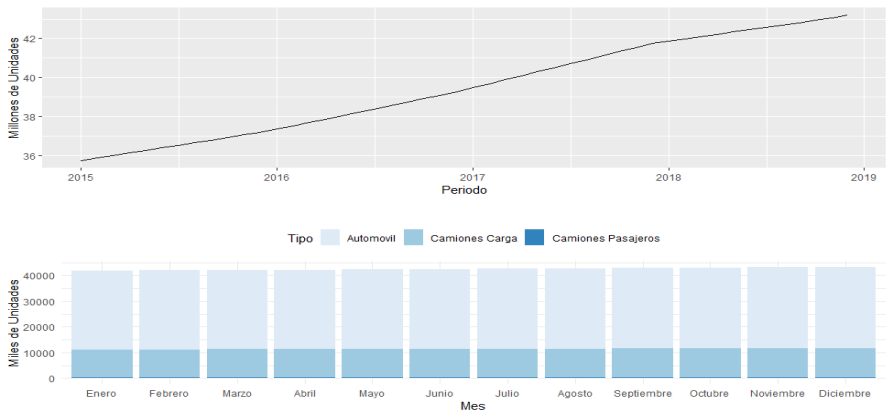 Millones de Unidades
42
40
38
36
2015 2016 2017 2018 2019
Periodo
Tipo Automovil Camiones Carga Camiones Pasajeros
Miles de Unidades
40000
30000
20000
10000
0
Enero Febrero Marzo Abril Mayo Junio Julio Agosto Septiembre Octubre Noviembre Diciembre
Mes